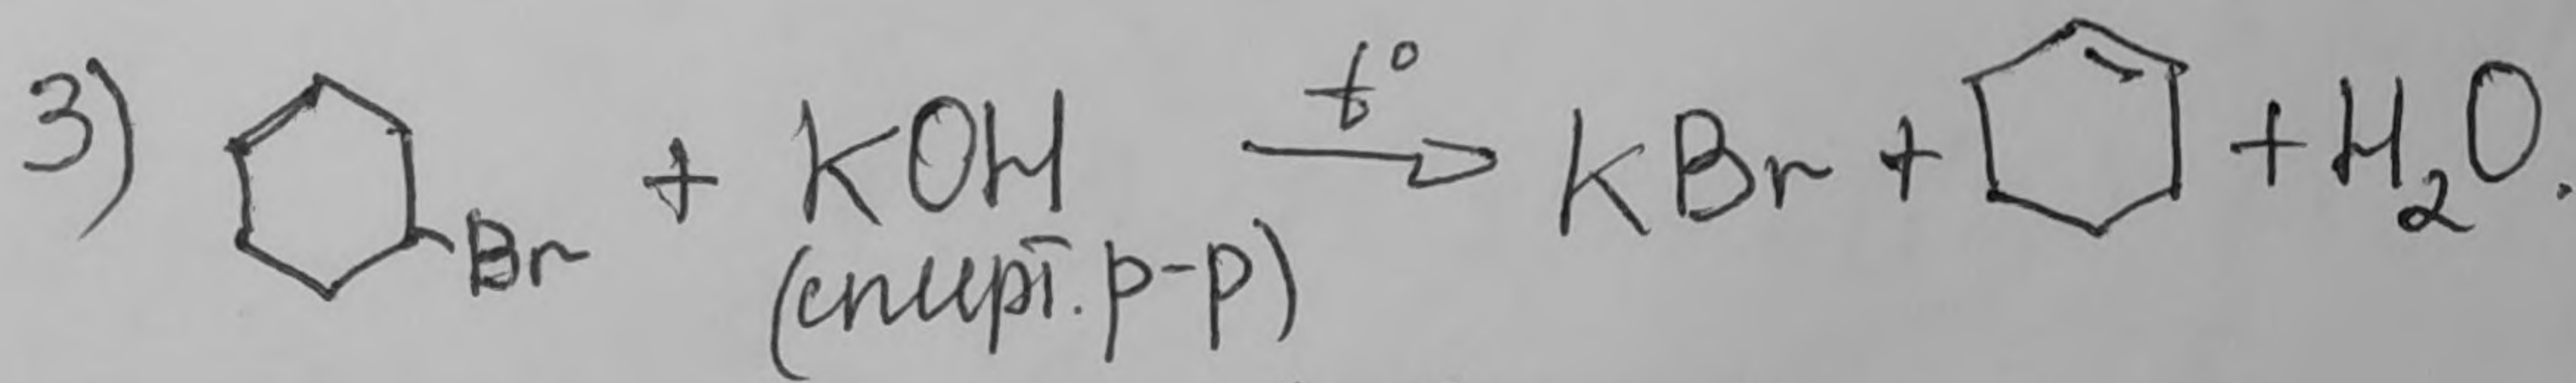 3) Br + KOH t° → KBr + + H₂O.
(спирт. р-р)